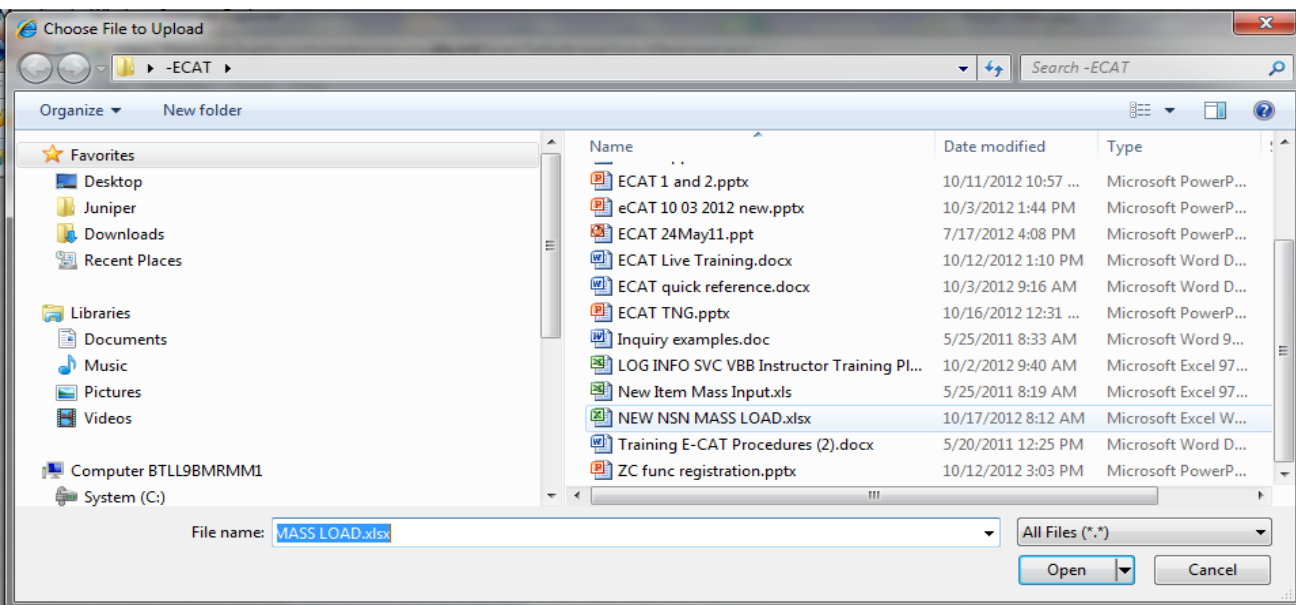 Choose File to Upload
-ECAT
Search -ECAT
Organize New folder
Favorites
Desktop
Juniper
Downloads
Recent Places
Libraries
Documents
Music
Pictures
Videos
Computer BTLL9BMRMM1
System (C:)
Name Date modified Type
ECAT 1 and 2.pptx 10/11/2012 10:57 ... Microsoft PowerP...
eCAT 10 03 2012 new.pptx 10/3/2012 1:44 PM Microsoft PowerP...
ECAT 24May11.ppt 7/17/2012 4:08 PM Microsoft PowerP...
ECAT Live Training.docx 10/12/2012 1:10 PM Microsoft Word D...
ECAT quick reference.docx 10/3/2012 9:16 AM Microsoft Word D...
ECAT TNG.pptx 10/16/2012 12:31 ... Microsoft PowerP...
Inquiry examples.doc 5/25/2011 8:33 AM Microsoft Word 9...
LOG INFO SVC VBB Instructor Training Pl... 10/2/2012 9:40 AM Microsoft Excel 97...
New Item Mass Input.xls 5/25/2011 8:19 AM Microsoft Excel 97...
NEW NSN MASS LOAD.xlsx 10/17/2012 8:12 AM Microsoft Excel W...
Training E-CAT Procedures (2).docx 5/20/2011 12:25 PM Microsoft Word D...
ZC func registration.pptx 10/12/2012 3:03 PM Microsoft PowerP...
File name: MASS LOAD.xlsx All Files (*.*)
Open Cancel